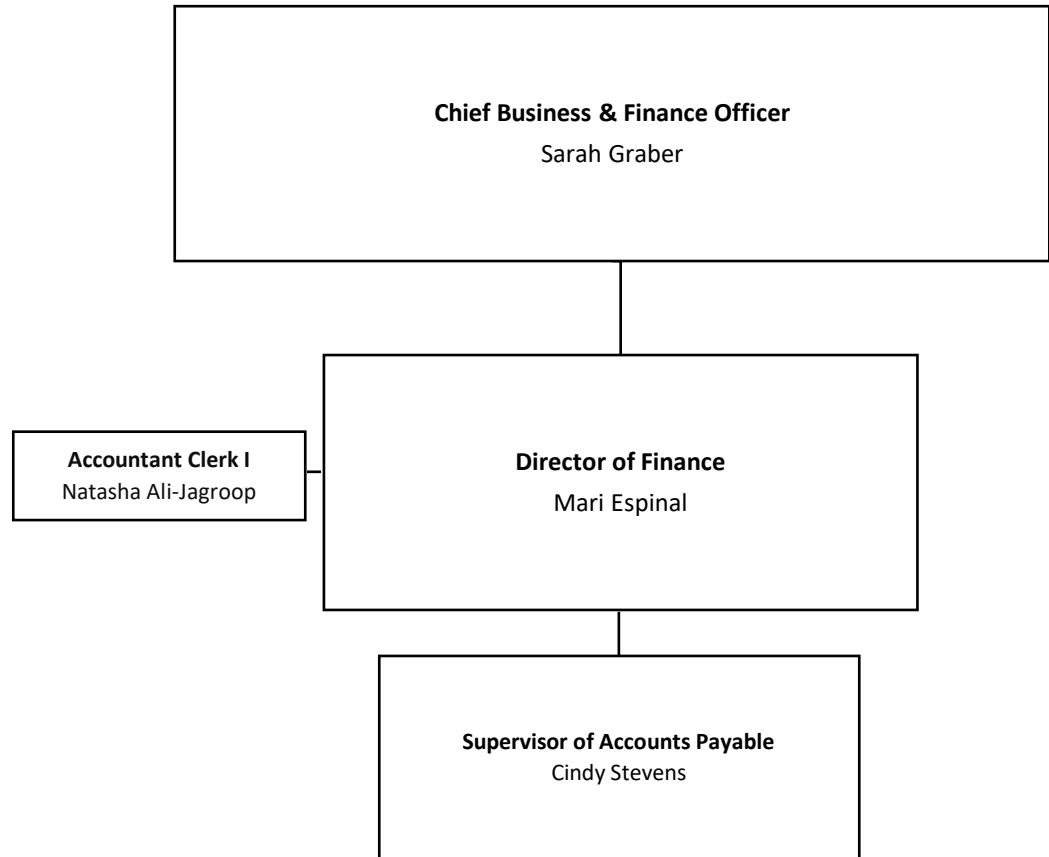 Chief Business & Finance Officer
Sarah Graber
Accountant Clerk I
Natasha Ali-Jagroop
Director of Finance
Mari Espinal
Supervisor of Accounts Payable
Cindy Stevens